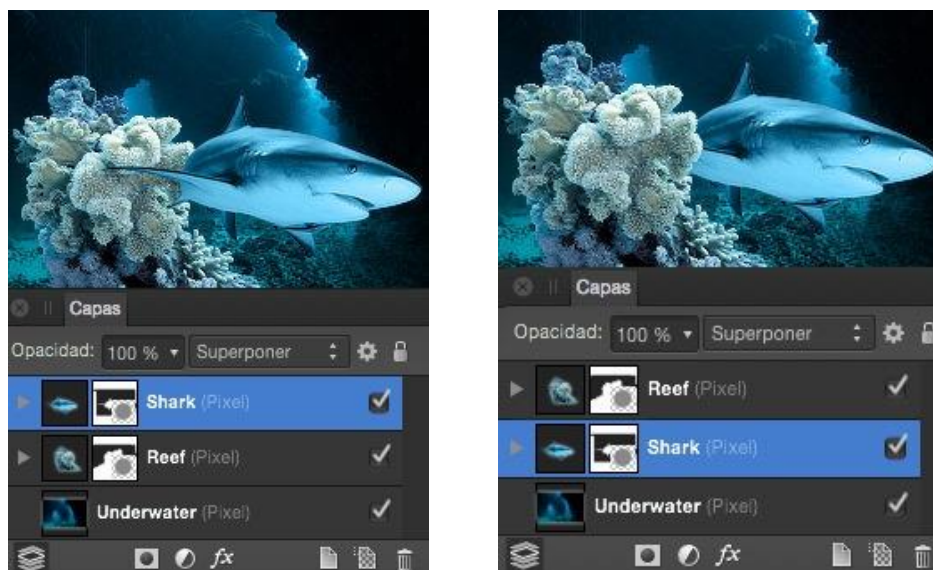 Capas
Opacidad: 100 % Superponer
Shark (Pixel)
Reef (Pixel)
Underwater (Pixel)
fx
Capas
Opacidad: 100 % Superponer
Reef (Pixel)
Shark (Pixel)
Underwater (Pixel)
fx